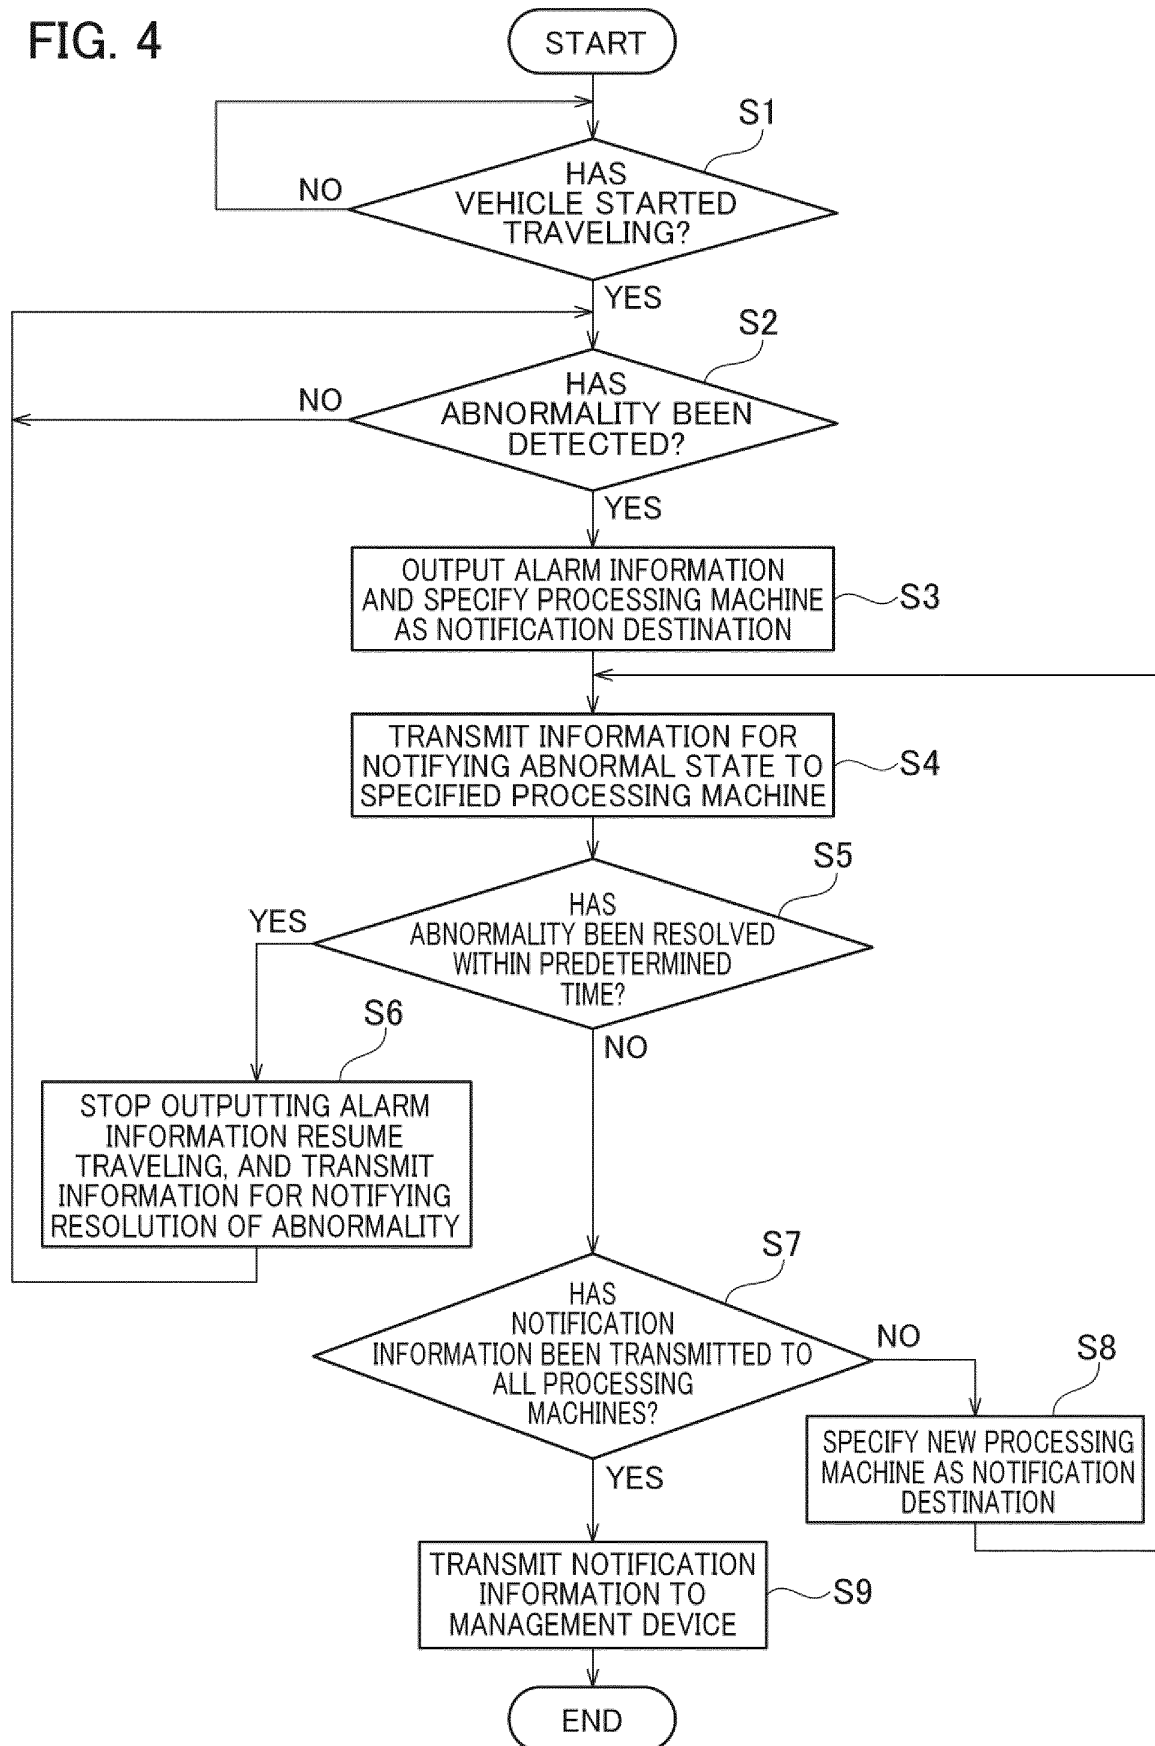 FIG. 4
START
S1
HAS
VEHICLE STARTED
TRAVELING?
NO
YES
S2
HAS
ABNORMALITY BEEN
DETECTED?
NO
YES
OUTPUT ALARM INFORMATION
AND SPECIFY PROCESSING MACHINE
AS NOTIFICATION DESTINATION
S3
TRANSMIT INFORMATION FOR
NOTIFYING ABNORMAL STATE TO
SPECIFIED PROCESSING MACHINE
S4
S5
HAS
ABNORMALITY BEEN RESOLVED
WITHIN PREDETERMINED
TIME?
YES
NO
S6
STOP OUTPUTTING ALARM
INFORMATION RESUME
TRAVELING, AND TRANSMIT
INFORMATION FOR NOTIFYING
RESOLUTION OF ABNORMALITY
S7
HAS
NOTIFICATION
INFORMATION BEEN TRANSMITTED TO
ALL PROCESSING
MACHINES?
NO
YES
S8
SPECIFY NEW PROCESSING
MACHINE AS NOTIFICATION
DESTINATION
TRANSMIT NOTIFICATION
INFORMATION TO
MANAGEMENT DEVICE
S9
END